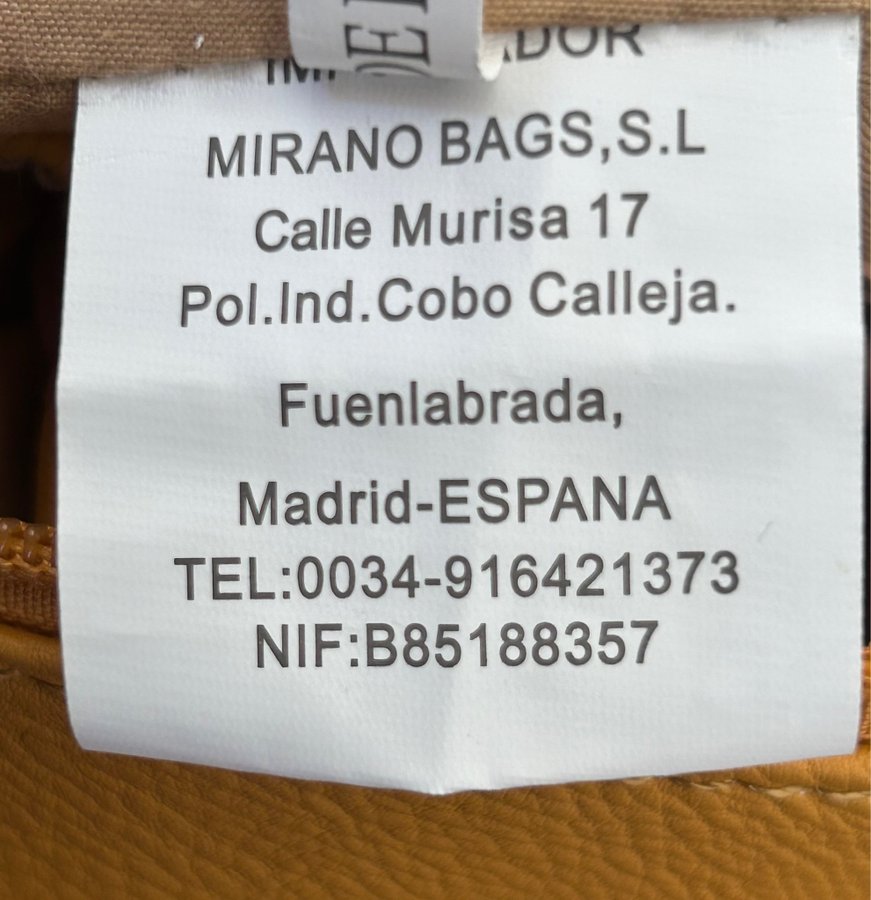 MIRANO BAGS,S.L
Calle Murisa 17
Pol.Ind.Cobo Calleja.
Fuenlabrada,
Madrid-ESPANA
TEL:0034-916421373
NIF:B85188357